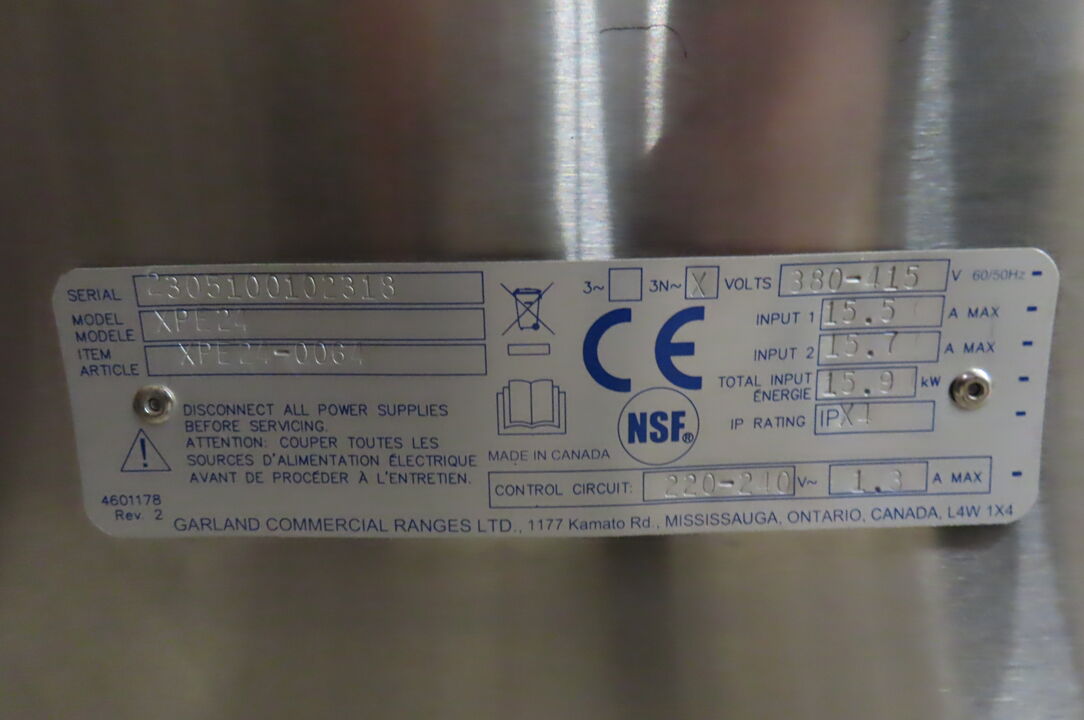 SERIAL 2305100102318
MODEL
MODELE XPE24
ITEM
ARTICLE XPE24-0064
3~ 3N~ X VOLTS 380-415 V 60/50Hz
INPUT 1 15.5 A MAX
INPUT 2 15.7 A MAX
TOTAL INPUT
ÉNERGIE 15.9 kW
IP RATING IPX4
CE
NSF®
MADE IN CANADA
CONTROL CIRCUIT: 220-240 V~ 1.3 A MAX
DISCONNECT ALL POWER SUPPLIES
BEFORE SERVICING.
ATTENTION: COUPER TOUTES LES
SOURCES D'ALIMENTATION ÉLECTRIQUE
AVANT DE PROCÉDER À L'ENTRETIEN.
4601178
Rev. 2
GARLAND COMMERCIAL RANGES LTD., 1177 Kamato Rd., MISSISSAUGA, ONTARIO, CANADA, L4W 1X4